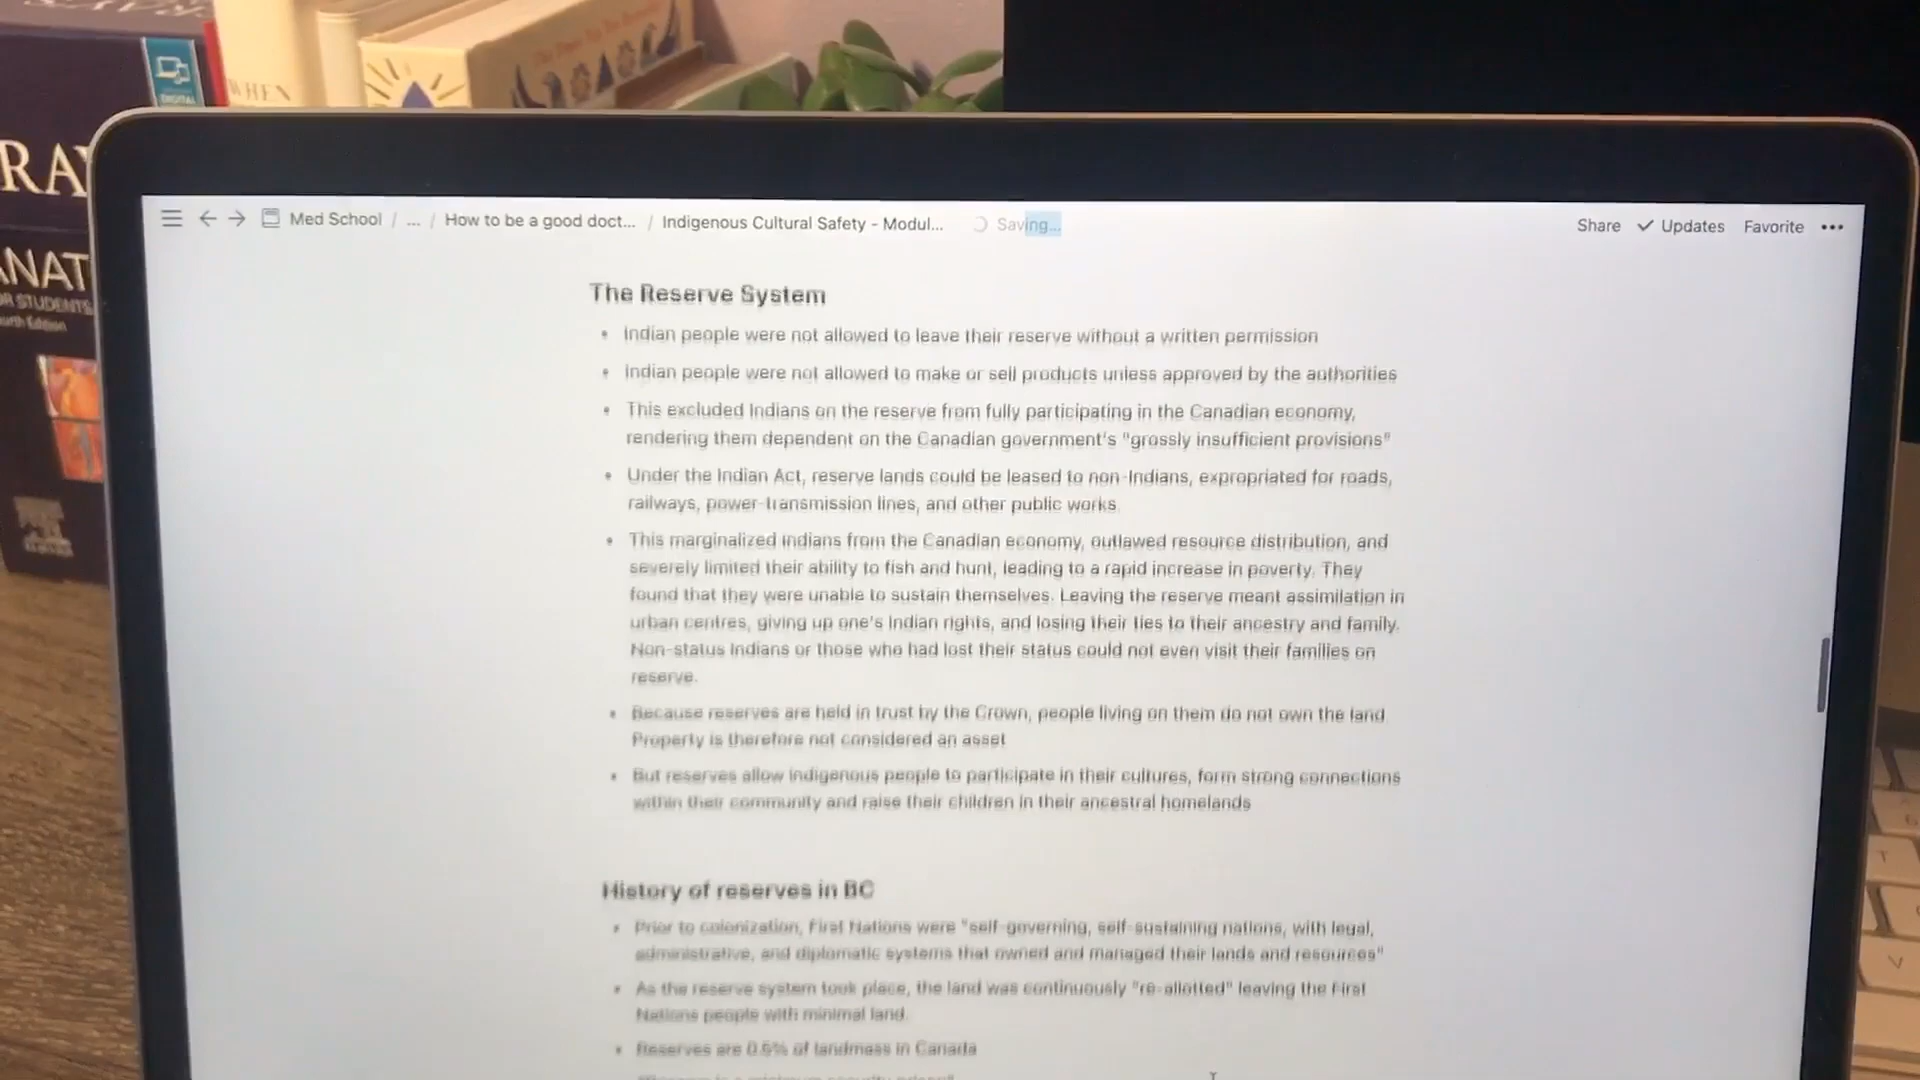 DIGITAL
WHEN
RAY
ANAT
OR STUDENTS
Fourth Edition
Med School / ... / How to be a good doct... / Indigenous Cultural Safety - Modul... Saving... Share Updates Favorite
The Reserve System
Indian people were not allowed to leave their reserve without a written permission
Indian people were not allowed to make or sell products unless approved by the authorities
This excluded Indians on the reserve from fully participating in the Canadian economy,
rendering them dependent on the Canadian government's "grossly insufficient provisions"
Under the Indian Act, reserve lands could be leased to non-Indians, expropriated for roads,
railways, power-transmission lines, and other public works.
This marginalized Indians from the Canadian economy, outlawed resource distribution, and
severely limited their ability to fish and hunt, leading to a rapid increase in poverty. They
found that they were unable to sustain themselves. Leaving the reserve meant assimilation in
urban centres, giving up one's Indian rights, and losing their ties to their ancestry and family.
Non-status Indians or those who had lost their status could not even visit their families on
reserve.
Because reserves are held in trust by the Crown, people living on them do not own the land
Property is therefore not considered an asset
But reserves allow indigenous people to participate in their cultures, form strong connections
within their community and raise their children in their ancestral homelands
History of reserves in BC
Prior to colonization, First Nations were "self-governing, self-sustaining nations, with legal,
administrative, and diplomatic systems that owned and managed their lands and resources"
As the reserve system took place, the land was continuously "re-allotted" leaving the First
Nations people with minimal land.
Reserves are 0.6% of landmass in Canada